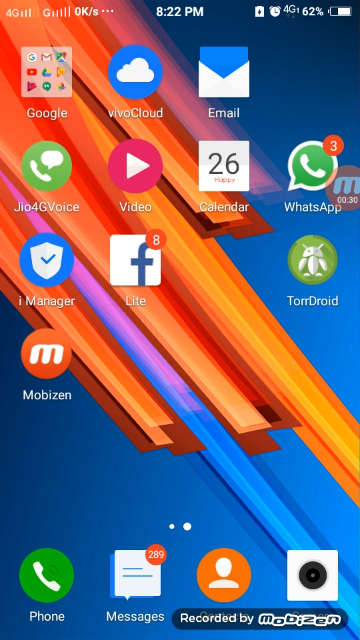 4G G 0K/s ··· 8:22 PM 4G 62%
Google vivoCloud Email
26
Happy
3
00:30
Jio4GVoice Video Calendar WhatsApp
8
i Manager Lite TorrDroid
Mobizen
289
Phone Messages
Recorded by MOBIZEN